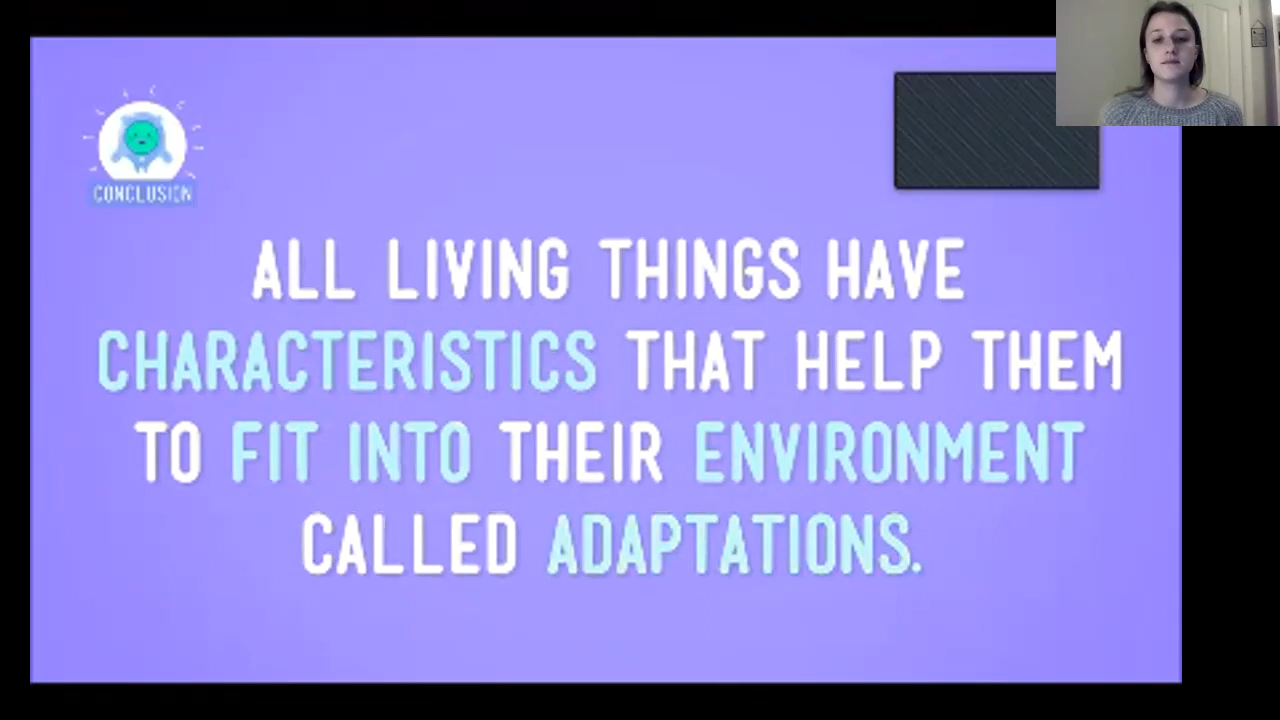 CONCLUSION
ALL LIVING THINGS HAVE
CHARACTERISTICS THAT HELP THEM
TO FIT INTO THEIR ENVIRONMENT
CALLED ADAPTATIONS.